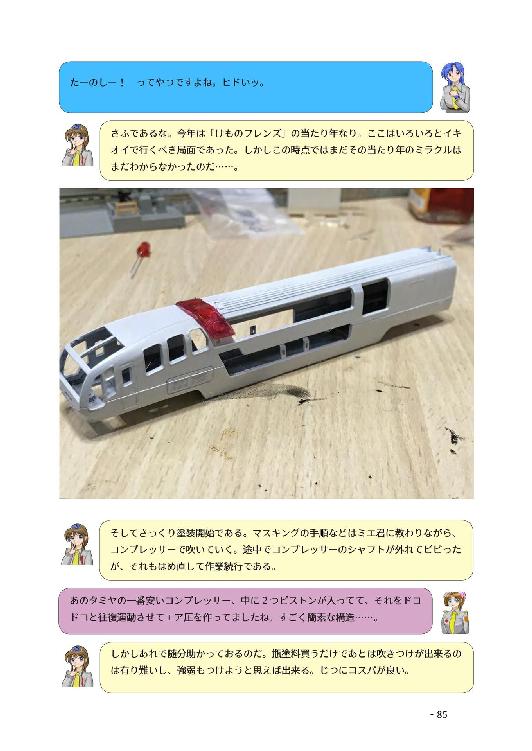 たーのしー！　ってやつですよね。ヒドいッ。
さふであるな。今年は「けものフレンズ」の当たり年なり。ここはいろいろとイキ
オイで行くべき局面であった。しかしこの時点ではまだその当たり年のミラクルは
まだわからなかったのだ……。
そしてさっくり塗装開始である。マスキングの手順などはミエ君に教わりながら、
コンプレッサーで吹いていく。途中でコンプレッサーのシャフトが外れてビビった
が、それもはめ直して作業続行である。
あのタミヤの一番安いコンプレッサー、中に２つピストンが入ってて、それをドコ
ドコと往復運動させてエア圧を作ってましたね。すごく簡素な構造……。
しかしあれで随分助かっておるのだ。瓶塗料買うだけであとは吹きつけが出来るの
は有り難いし、強弱もつけようと思えば出来る。じつにコスパが良い。
- 85